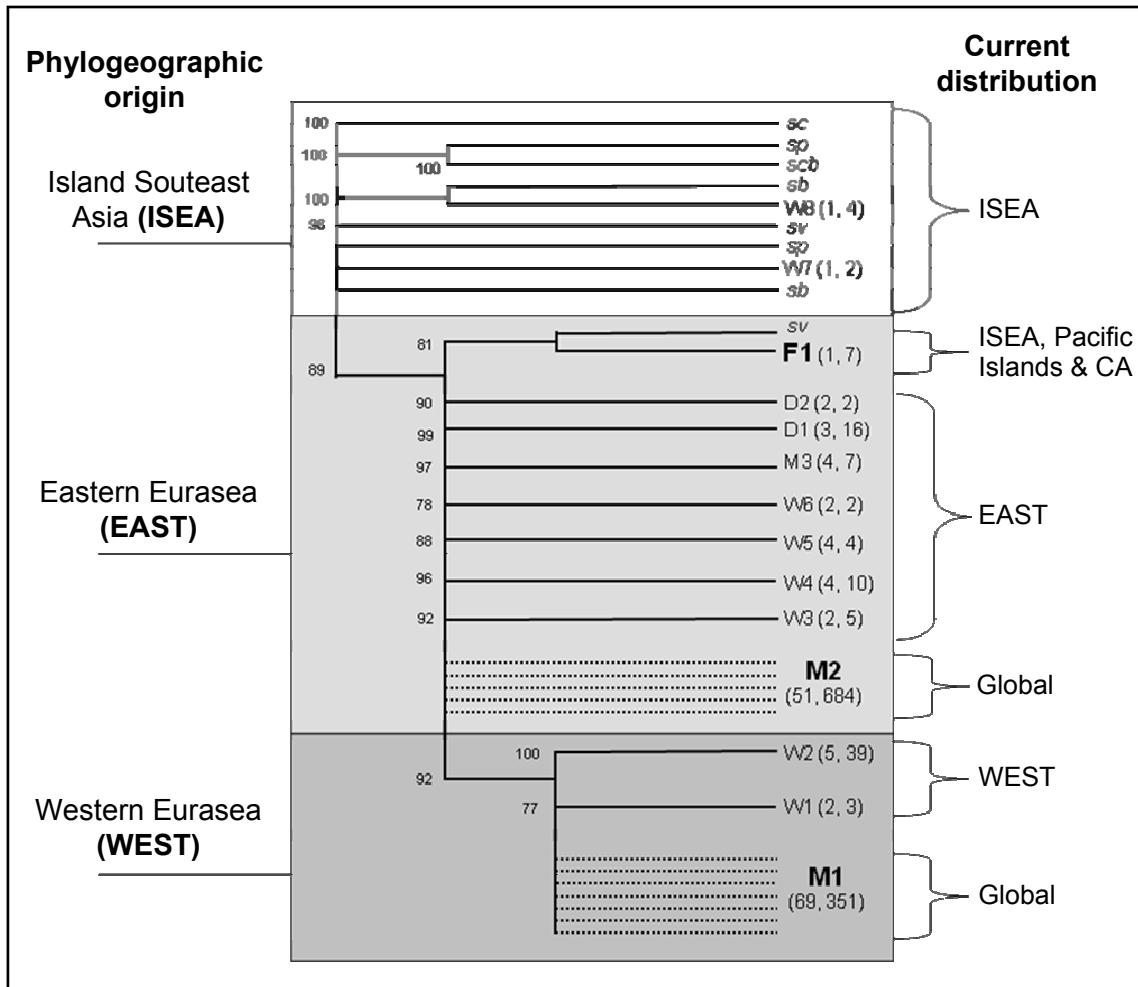 Phylogeographic
origin
Current
distribution
100
sc
100
sp
100
scb
sb
100
W8 (1, 4)
98
sv
sp
W7 (1, 2)
sb
Island Souteast
Asia (ISEA)
ISEA
sv
81
F1 (1, 7)
ISEA, Pacific
Islands & CA
89
90
D2 (2, 2)
99
D1 (3, 16)
97
M3 (4, 7)
78
W6 (2, 2)
88
W5 (4, 4)
96
W4 (4, 10)
92
W3 (2, 5)
Eastern Eurasea
(EAST)
EAST
M2
(51, 684)
Global
100
W2 (5, 39)
92
77
W1 (2, 3)
WEST
Western Eurasea
(WEST)
M1
(69, 351)
Global